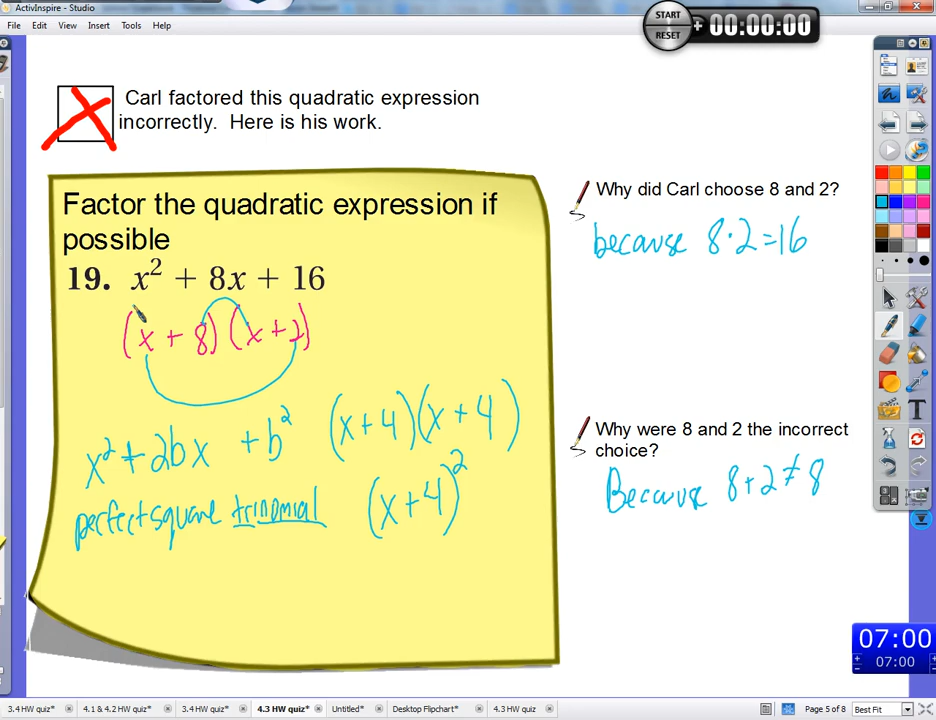 ActivInspire - Studio
File Edit View Insert Tools Help
START
RESET
+ 00:00:00
Carl factored this quadratic expression
incorrectly. Here is his work.
Factor the quadratic expression if
possible
19. x² + 8x + 16
(x + 8)(x + 2)
x² + 2bx + b² (x+4)(x+4)
perfect square trinomial (x+4)²
Why did Carl choose 8 and 2?
because 8·2=16
Why were 8 and 2 the incorrect
choice?
Because 8+2≠8
07:00
07:00
3.4 HW quiz* 4.1 & 4.2 HW quiz* 3.4 HW quiz* 4.3 HW quiz* Untitled* Desktop Flipchart* 4.3 HW quiz Page 5 of 8 Best Fit